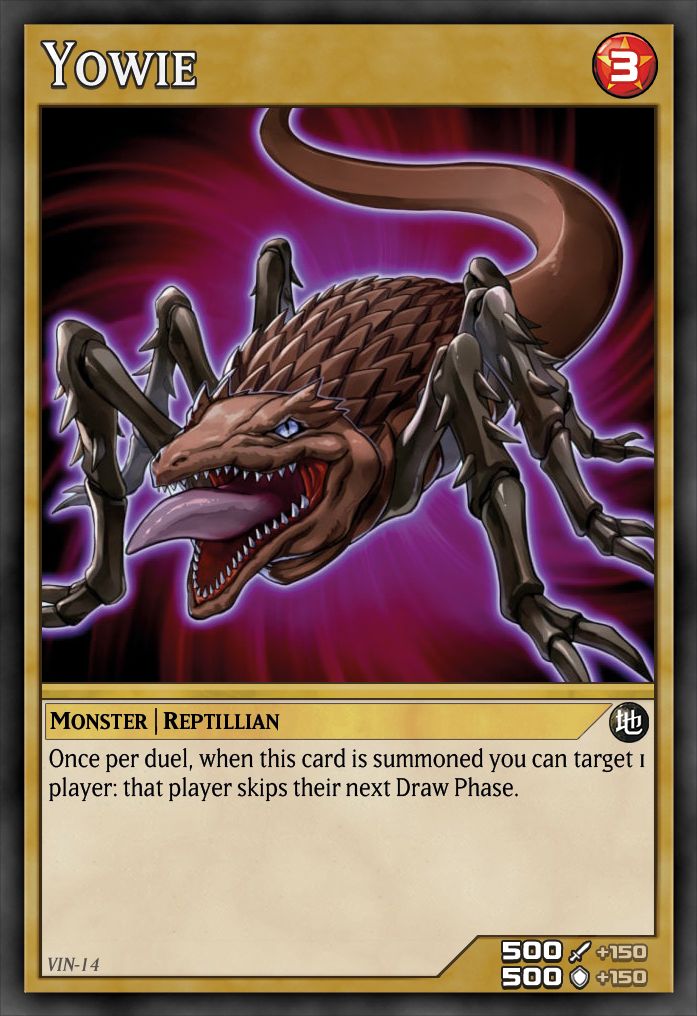 Yowie
3
Monster | Reptillian
Once per duel, when this card is summoned you can target 1
player: that player skips their next Draw Phase.
VIN-14
500 +150
500 +150